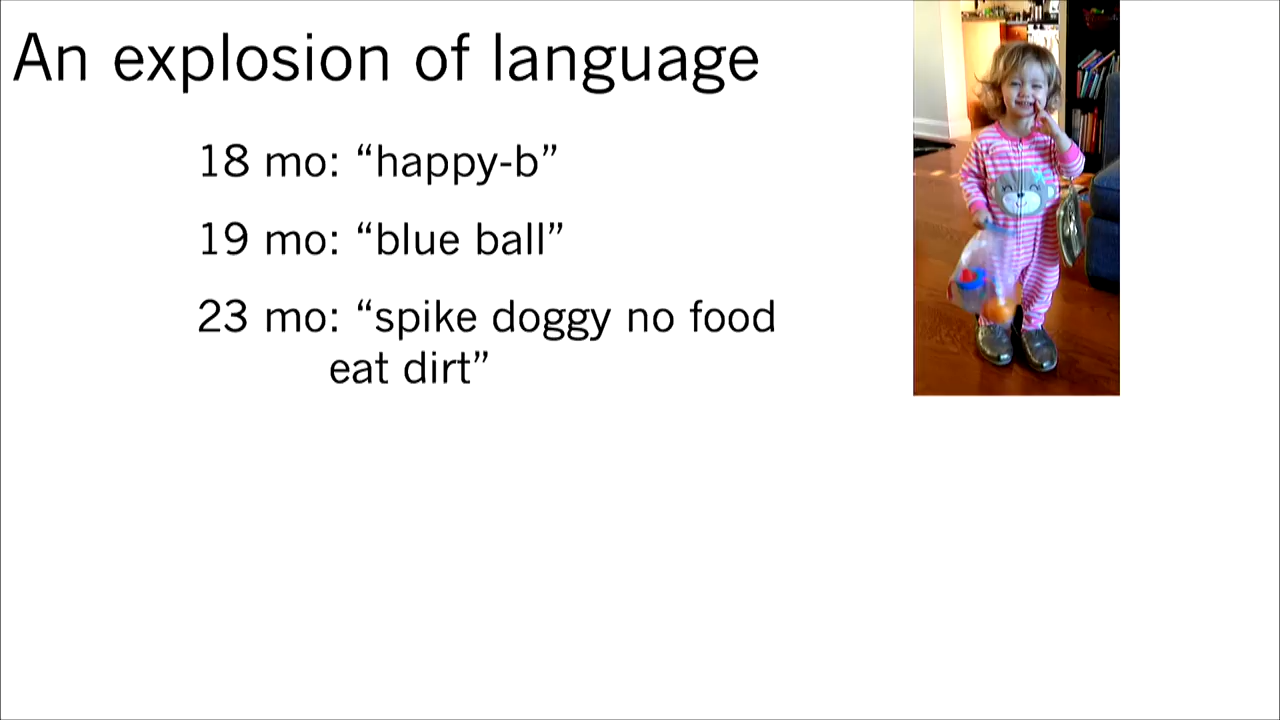 An explosion of language
18 mo: “happy-b”
19 mo: “blue ball”
23 mo: “spike doggy no food
eat dirt”